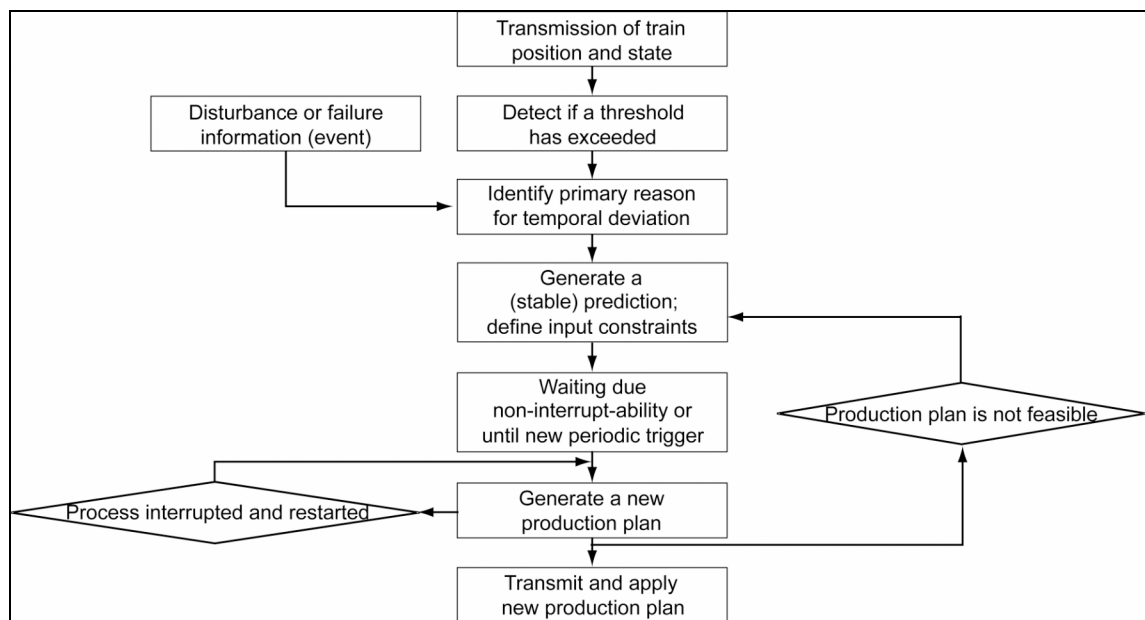 Transmission of train
position and state
Disturbance or failure
information (event)
Detect if a threshold
has exceeded
Identify primary reason
for temporal deviation
Generate a
(stable) prediction;
define input constraints
Waiting due
non-interrupt-ability or
until new periodic trigger
Production plan is not feasible
Process interrupted and restarted
Generate a new
production plan
Transmit and apply
new production plan